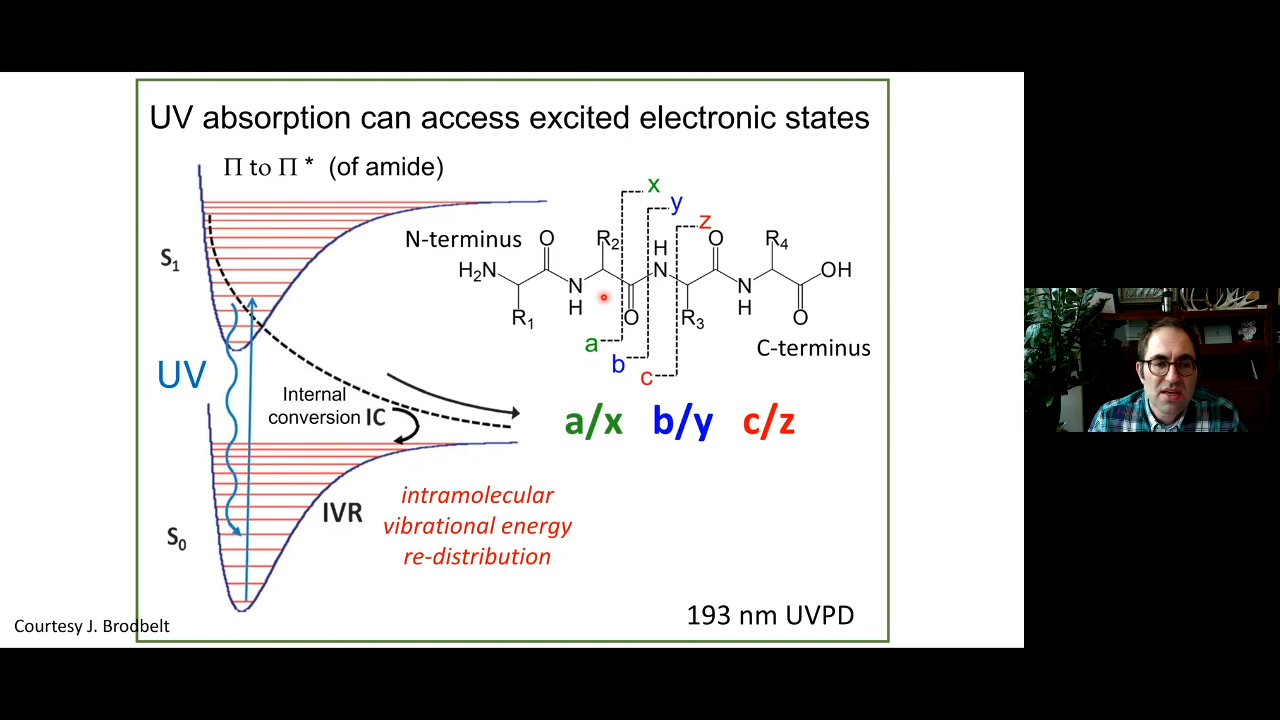 UV absorption can access excited electronic states
Π to Π * (of amide)
x
y
z
N-terminus
O
R2
H
N
O
R4
S1
H2N
N
H
OH
R1
O
R3
N
H
O
a
b
c
C-terminus
UV
Internal
conversion IC
a/x b/y c/z
IVR
intramolecular
vibrational energy
re-distribution
S0
193 nm UVPD
Courtesy J. Brodbelt